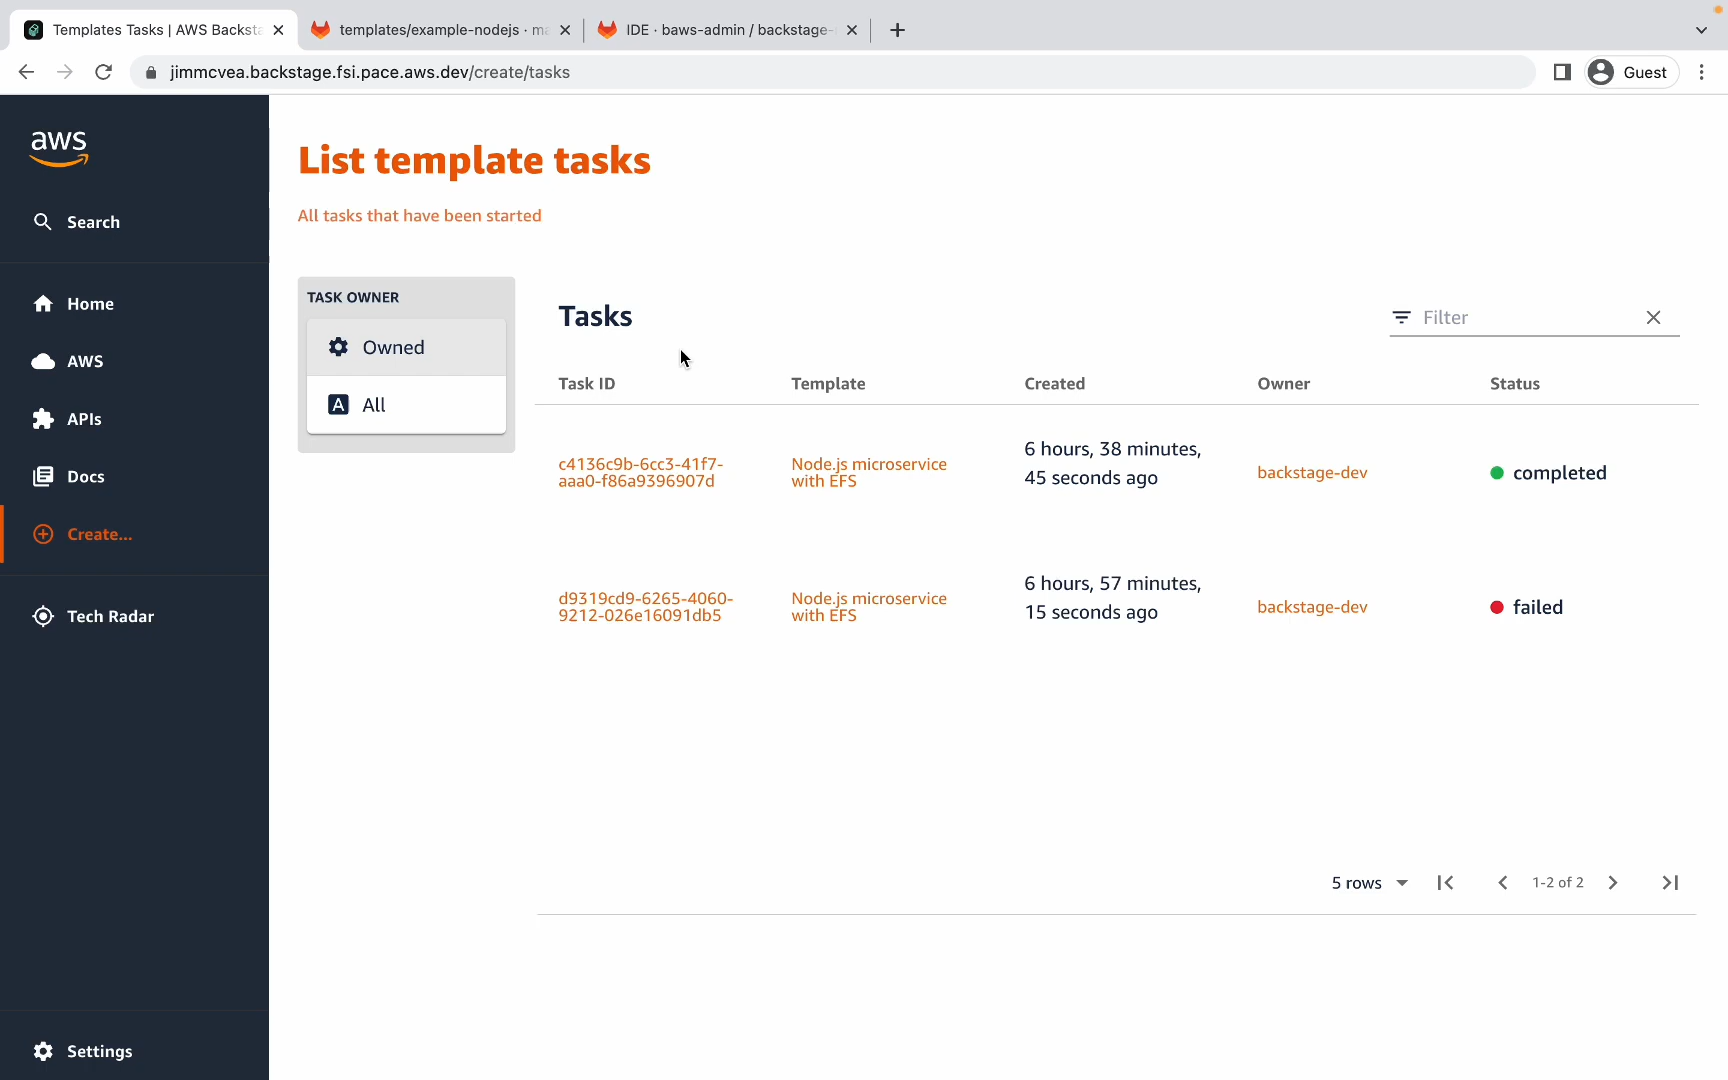 Templates Tasks | AWS Backsta
templates/example-nodejs · ma
IDE · baws-admin / backstage-
jimmcvea.backstage.fsi.pace.aws.dev/create/tasks
Guest
aws
Search
Home
AWS
APIs
Docs
Create...
Tech Radar
Settings
List template tasks
All tasks that have been started
TASK OWNER
Owned
A All
Tasks
Filter
Task ID Template Created Owner Status
c4136c9b-6cc3-41f7-
aaa0-f86a9396907d
Node.js microservice
with EFS
6 hours, 38 minutes,
45 seconds ago
backstage-dev
completed
d9319cd9-6265-4060-
9212-026e16091db5
Node.js microservice
with EFS
6 hours, 57 minutes,
15 seconds ago
backstage-dev
failed
5 rows
1-2 of 2